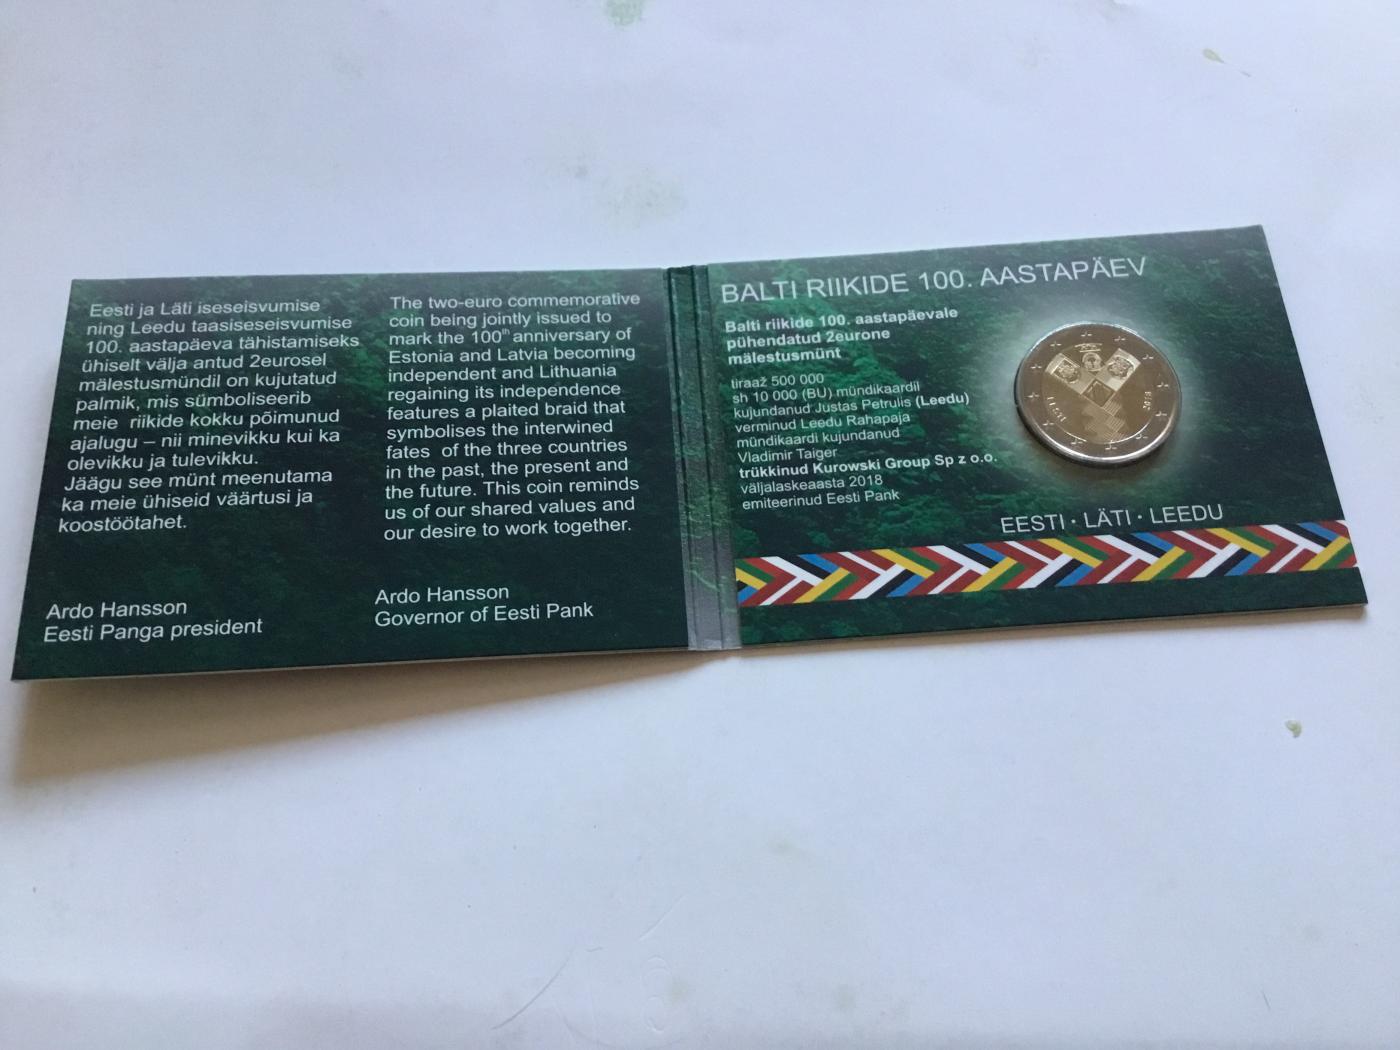 Eesti ja Läti iseseisvumise
ning Leedu taasiseseisvumise
100. aastapäeva tähistamiseks
ühiselt välja antud 2eurosel
mälestusmündil on kujutatud
palmik, mis sümboliseerib
meie riikide kokku põimunud
ajalugu – nii minevikku kui ka
olevikku ja tulevikku.
Jäägu see münt meenutama
ka meie ühiseid väärtusi ja
koostöötahet.
Ardo Hansson
Eesti Panga president
The two-euro commemorative
coin being jointly issued to
mark the 100th anniversary of
Estonia and Latvia becoming
independent and Lithuania
regaining its independence
features a plaited braid that
symbolises the interwined
fates of the three countries
in the past, the present and
the future. This coin reminds
us of our shared values and
our desire to work together.
Ardo Hansson
Governor of Eesti Pank
BALTI RIIKIDE 100. AASTAPÄEV
Balti riikide 100. aastapäevale
pühendatud 2eurone
mälestusmünt
tiraaž 500 000
sh 10 000 (BU) mündikaardil
kujundanud Justas Petrulis (Leedu)
verminud Leedu Rahapaja
mündikaardi kujundanud
Vladimir Taiger
trükkinud Kurowski Group Sp z o.o.
väljalaskeaasta 2018
emiteerinud Eesti Pank
EESTI
2018
EESTI · LÄTI · LEEDU